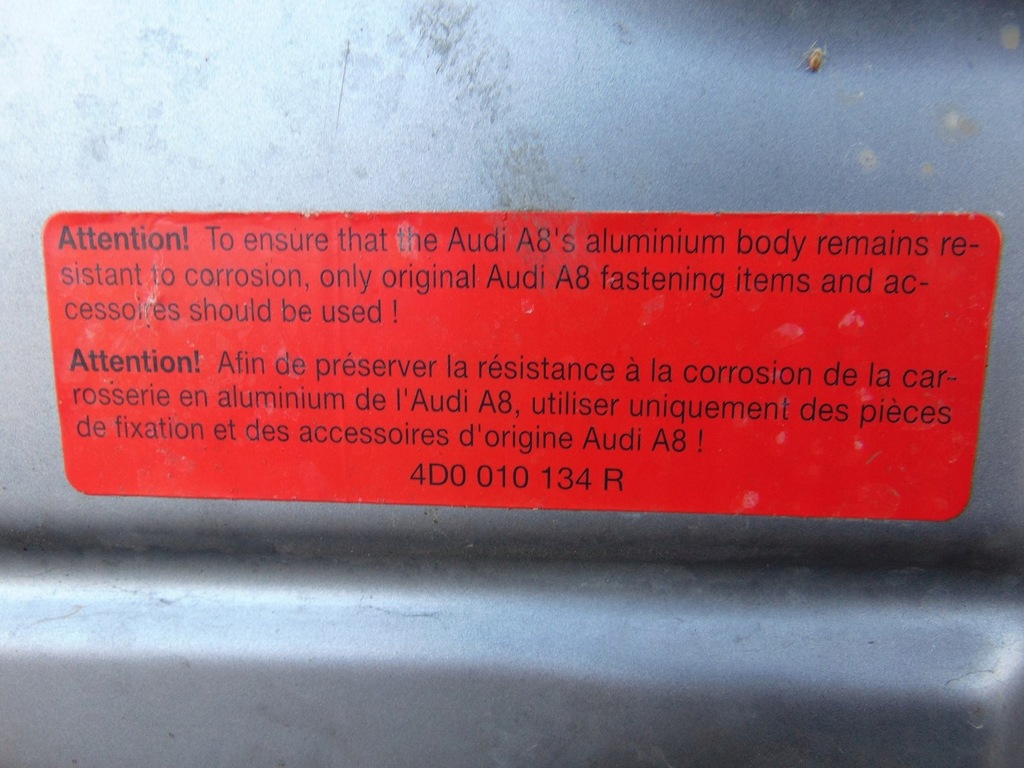 Attention! To ensure that the Audi A8's aluminium body remains re-
sistant to corrosion, only original Audi A8 fastening items and ac-
cessoires should be used !
Attention! Afin de préserver la résistance à la corrosion de la car-
rosserie en aluminium de l'Audi A8, utiliser uniquement des pièces
de fixation et des accessoires d'origine Audi A8 !
4D0 010 134 R